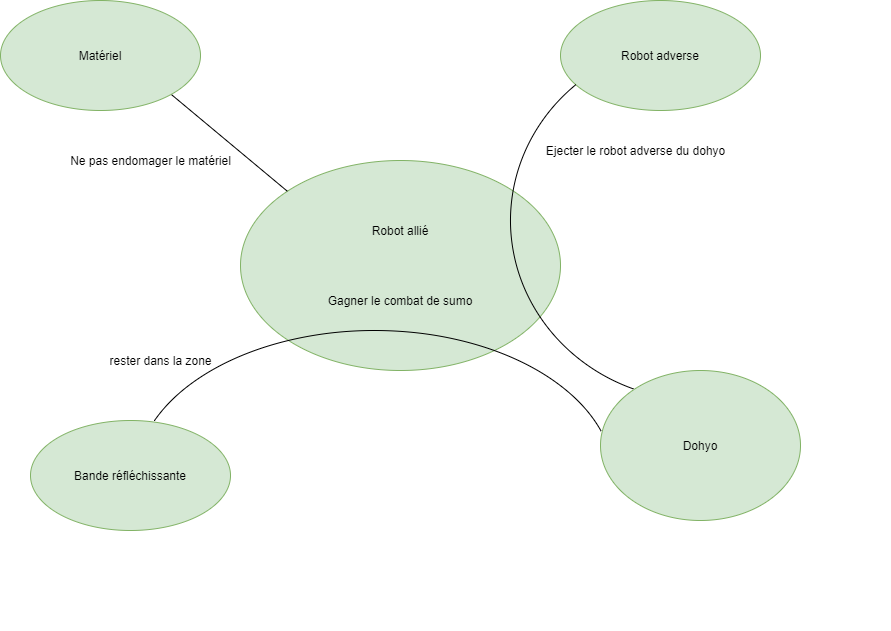 Matériel
Robot adverse
Ejecter le robot adverse du dohyo
Ne pas endomager le matériel
Robot allié
Gagner le combat de sumo
rester dans la zone
Dohyo
Bande réfléchissante